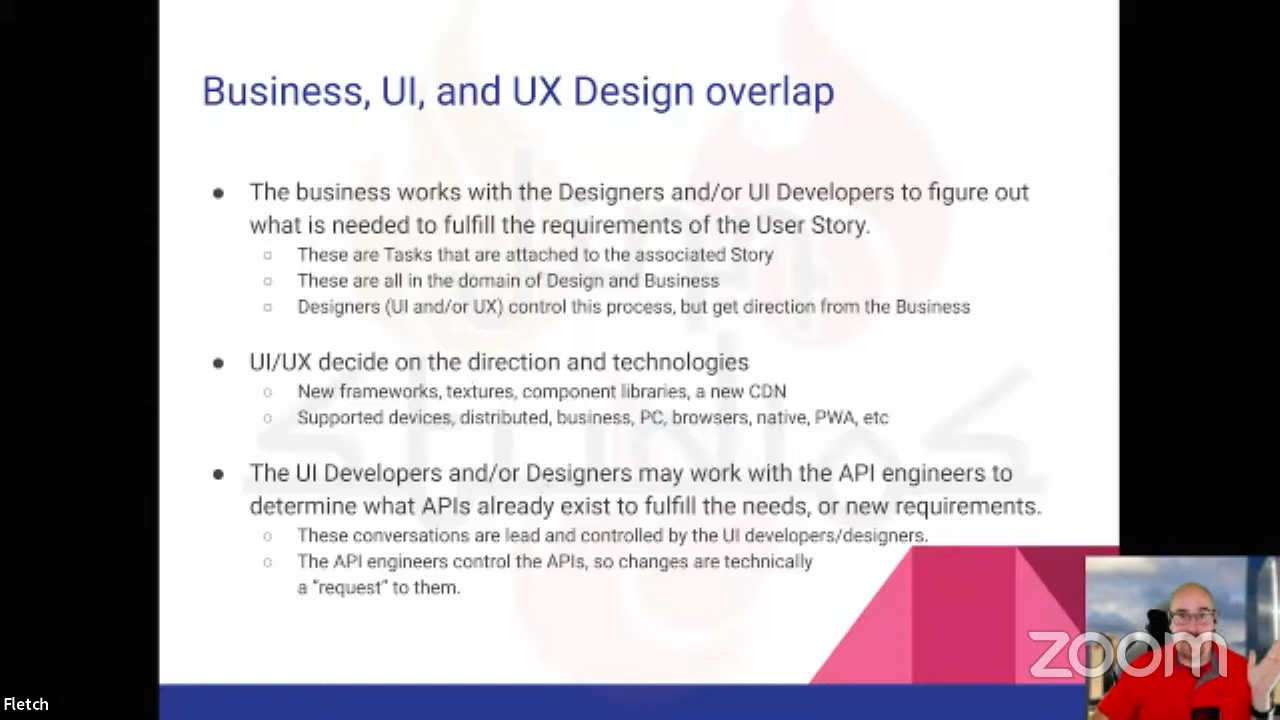 Business, UI, and UX Design overlap
● The business works with the Designers and/or UI Developers to figure out
what is needed to fulfill the requirements of the User Story.
○ These are Tasks that are attached to the associated Story
○ These are all in the domain of Design and Business
○ Designers (UI and/or UX) control this process, but get direction from the Business
● UI/UX decide on the direction and technologies
○ New frameworks, textures, component libraries, a new CDN
○ Supported devices, distributed, business, PC, browsers, native, PWA, etc
● The UI Developers and/or Designers may work with the API engineers to
determine what APIs already exist to fulfill the needs, or new requirements.
○ These conversations are lead and controlled by the UI developers/designers.
○ The API engineers control the APIs, so changes are technically
a "request" to them.
zoom
Fletch